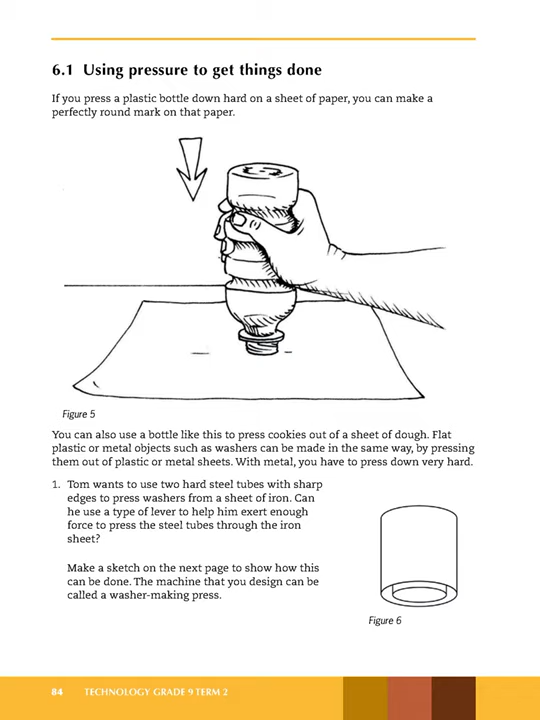 6.1 Using pressure to get things done
If you press a plastic bottle down hard on a sheet of paper, you can make a
perfectly round mark on that paper.
Figure 5
You can also use a bottle like this to press cookies out of a sheet of dough. Flat
plastic or metal objects such as washers can be made in the same way, by pressing
them out of plastic or metal sheets. With metal, you have to press down very hard.
1. Tom wants to use two hard steel tubes with sharp
edges to press washers from a sheet of iron. Can
he use a type of lever to help him exert enough
force to press the steel tubes through the iron
sheet?
Make a sketch on the next page to show how this
can be done. The machine that you design can be
called a washer-making press.
Figure 6
84 TECHNOLOGY GRADE 9 TERM 2